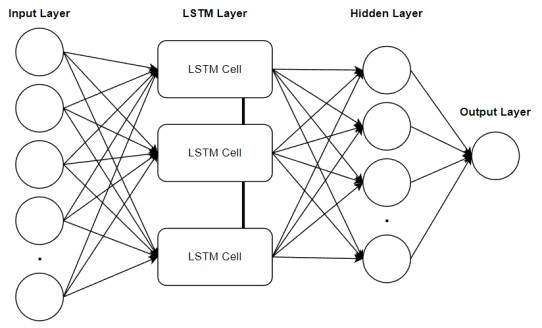 Input Layer
LSTM Layer
Hidden Layer
Output Layer
LSTM Cell
LSTM Cell
LSTM Cell